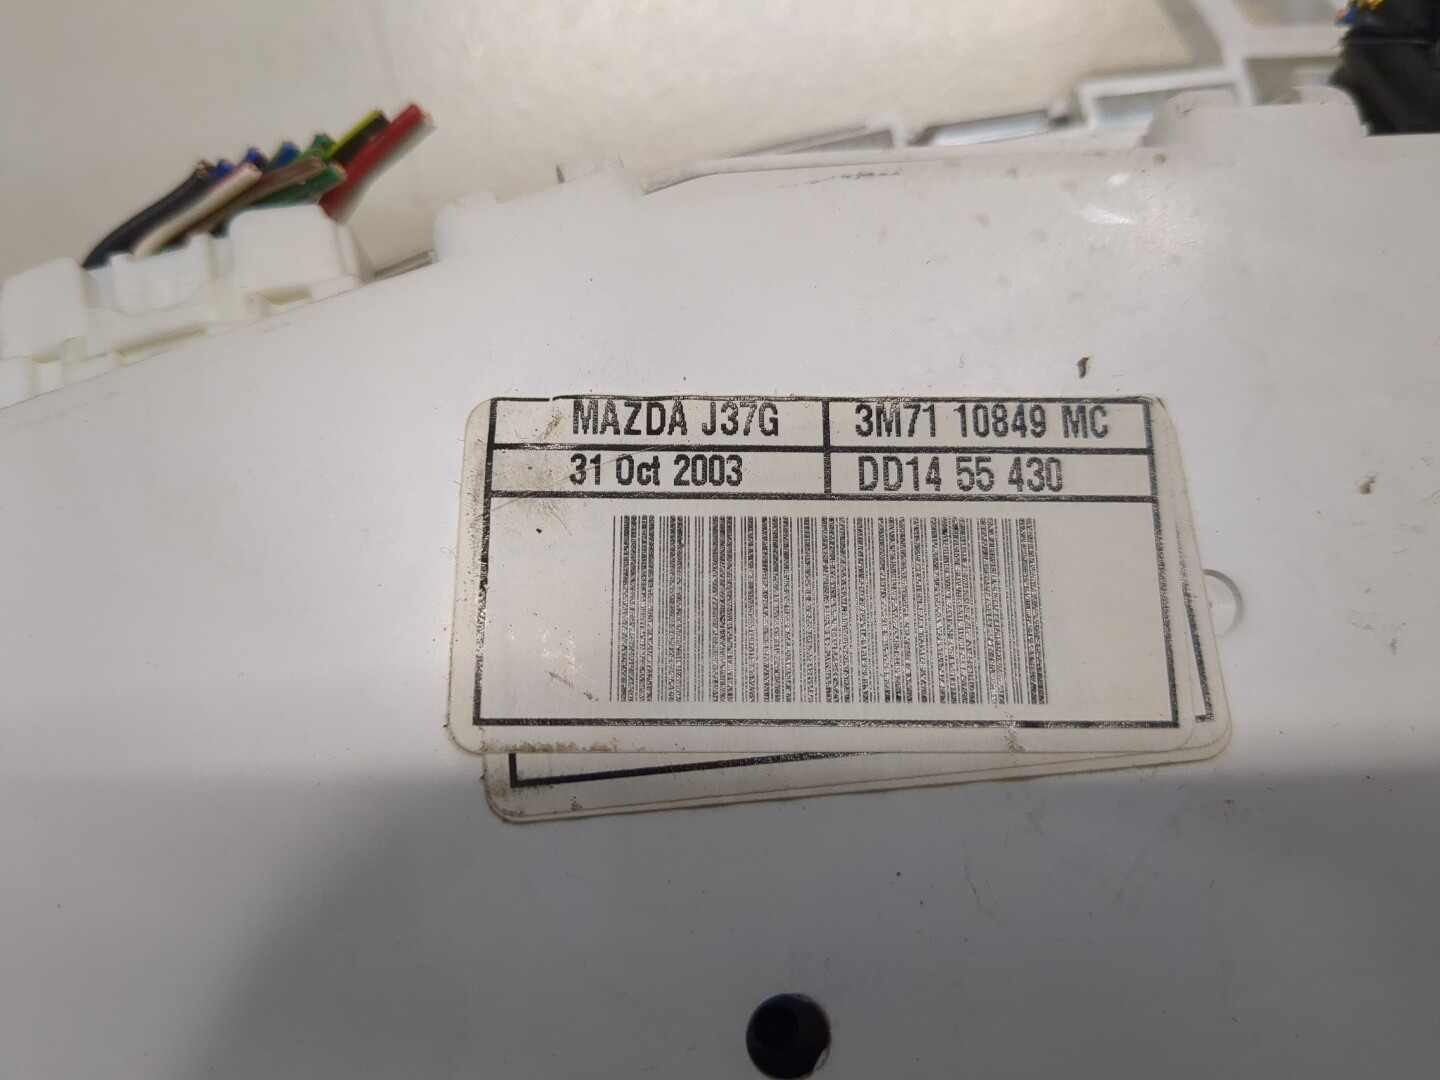 MAZDA J37G 3M71 10849 MC
31 Oct 2003 DD14 55 430